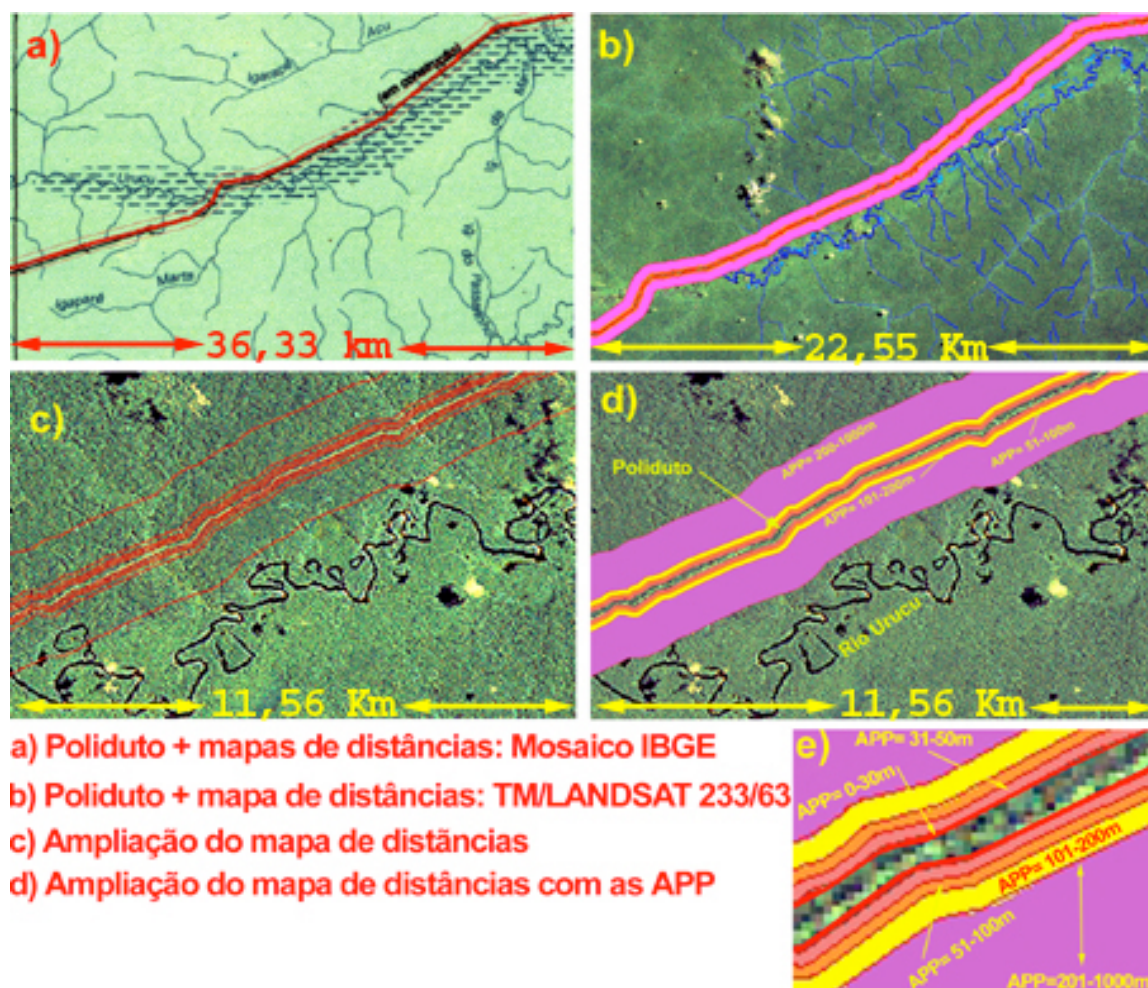 a)
Açu
Igarapé
(em construção)
Urucu
Marta
Igaparé
36,33 km
b)
22,55 Km
c)
11,56 Km
d)
APP= 200-1000m
APP= 51-100m
Poliduto
APP= 101-200m
Rio Urucu
11,56 Km
a) Poliduto + mapas de distâncias: Mosaico IBGE
b) Poliduto + mapa de distâncias: TM/LANDSAT 233/63
c) Ampliação do mapa de distãncias
d) Ampliação do mapa de distâncias com as APP
e)
APP= 31-50m
APP= 0-30m
APP= 101-200m
APP= 51-100m
APP=201-1000m